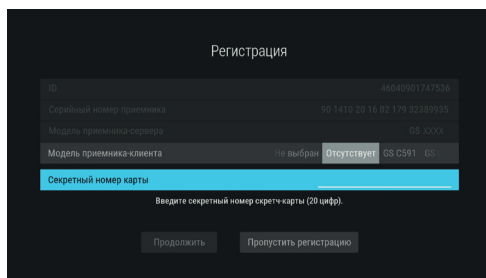 Регистрация
ID 46040901747536
Серийный номер приемника 90 1410 20 16 02 179 32389935
Модель приемника-сервера GS XXXX
Модель приемника-клиента Не выбран Отсутствует GS C591 GS
Секретный номер карты
Введите секретный номер скретч-карты (20 цифр).
Продолжить Пропустить регистрацию